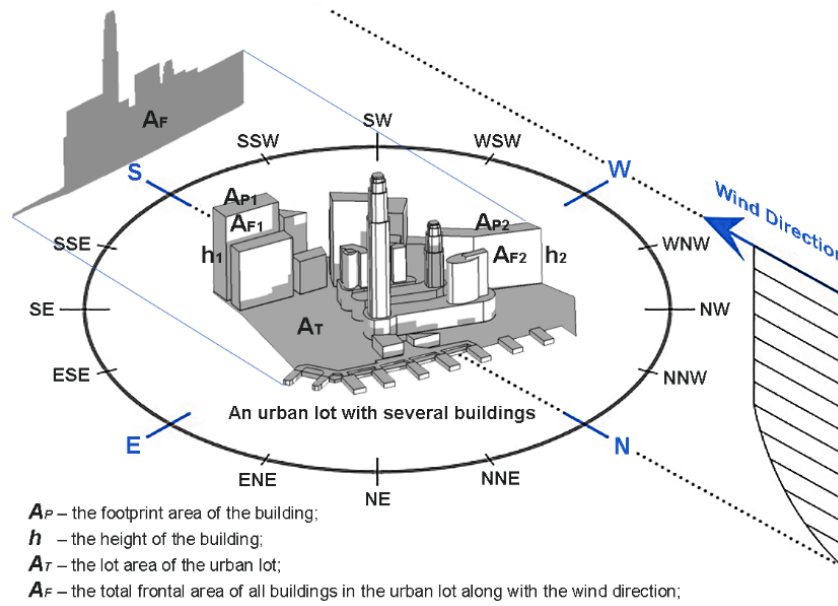 AF
SW
SSW
WSW
S
W
AP1
AF1
h1
AP2
AF2
h2
Wind Direction
SSE
WNW
SE
AT
NW
ESE
NNW
An urban lot with several buildings
E
N
ENE
NNE
NE
AP – the footprint area of the building;
h – the height of the building;
AT – the lot area of the urban lot;
AF – the total frontal area of all buildings in the urban lot along with the wind direction;